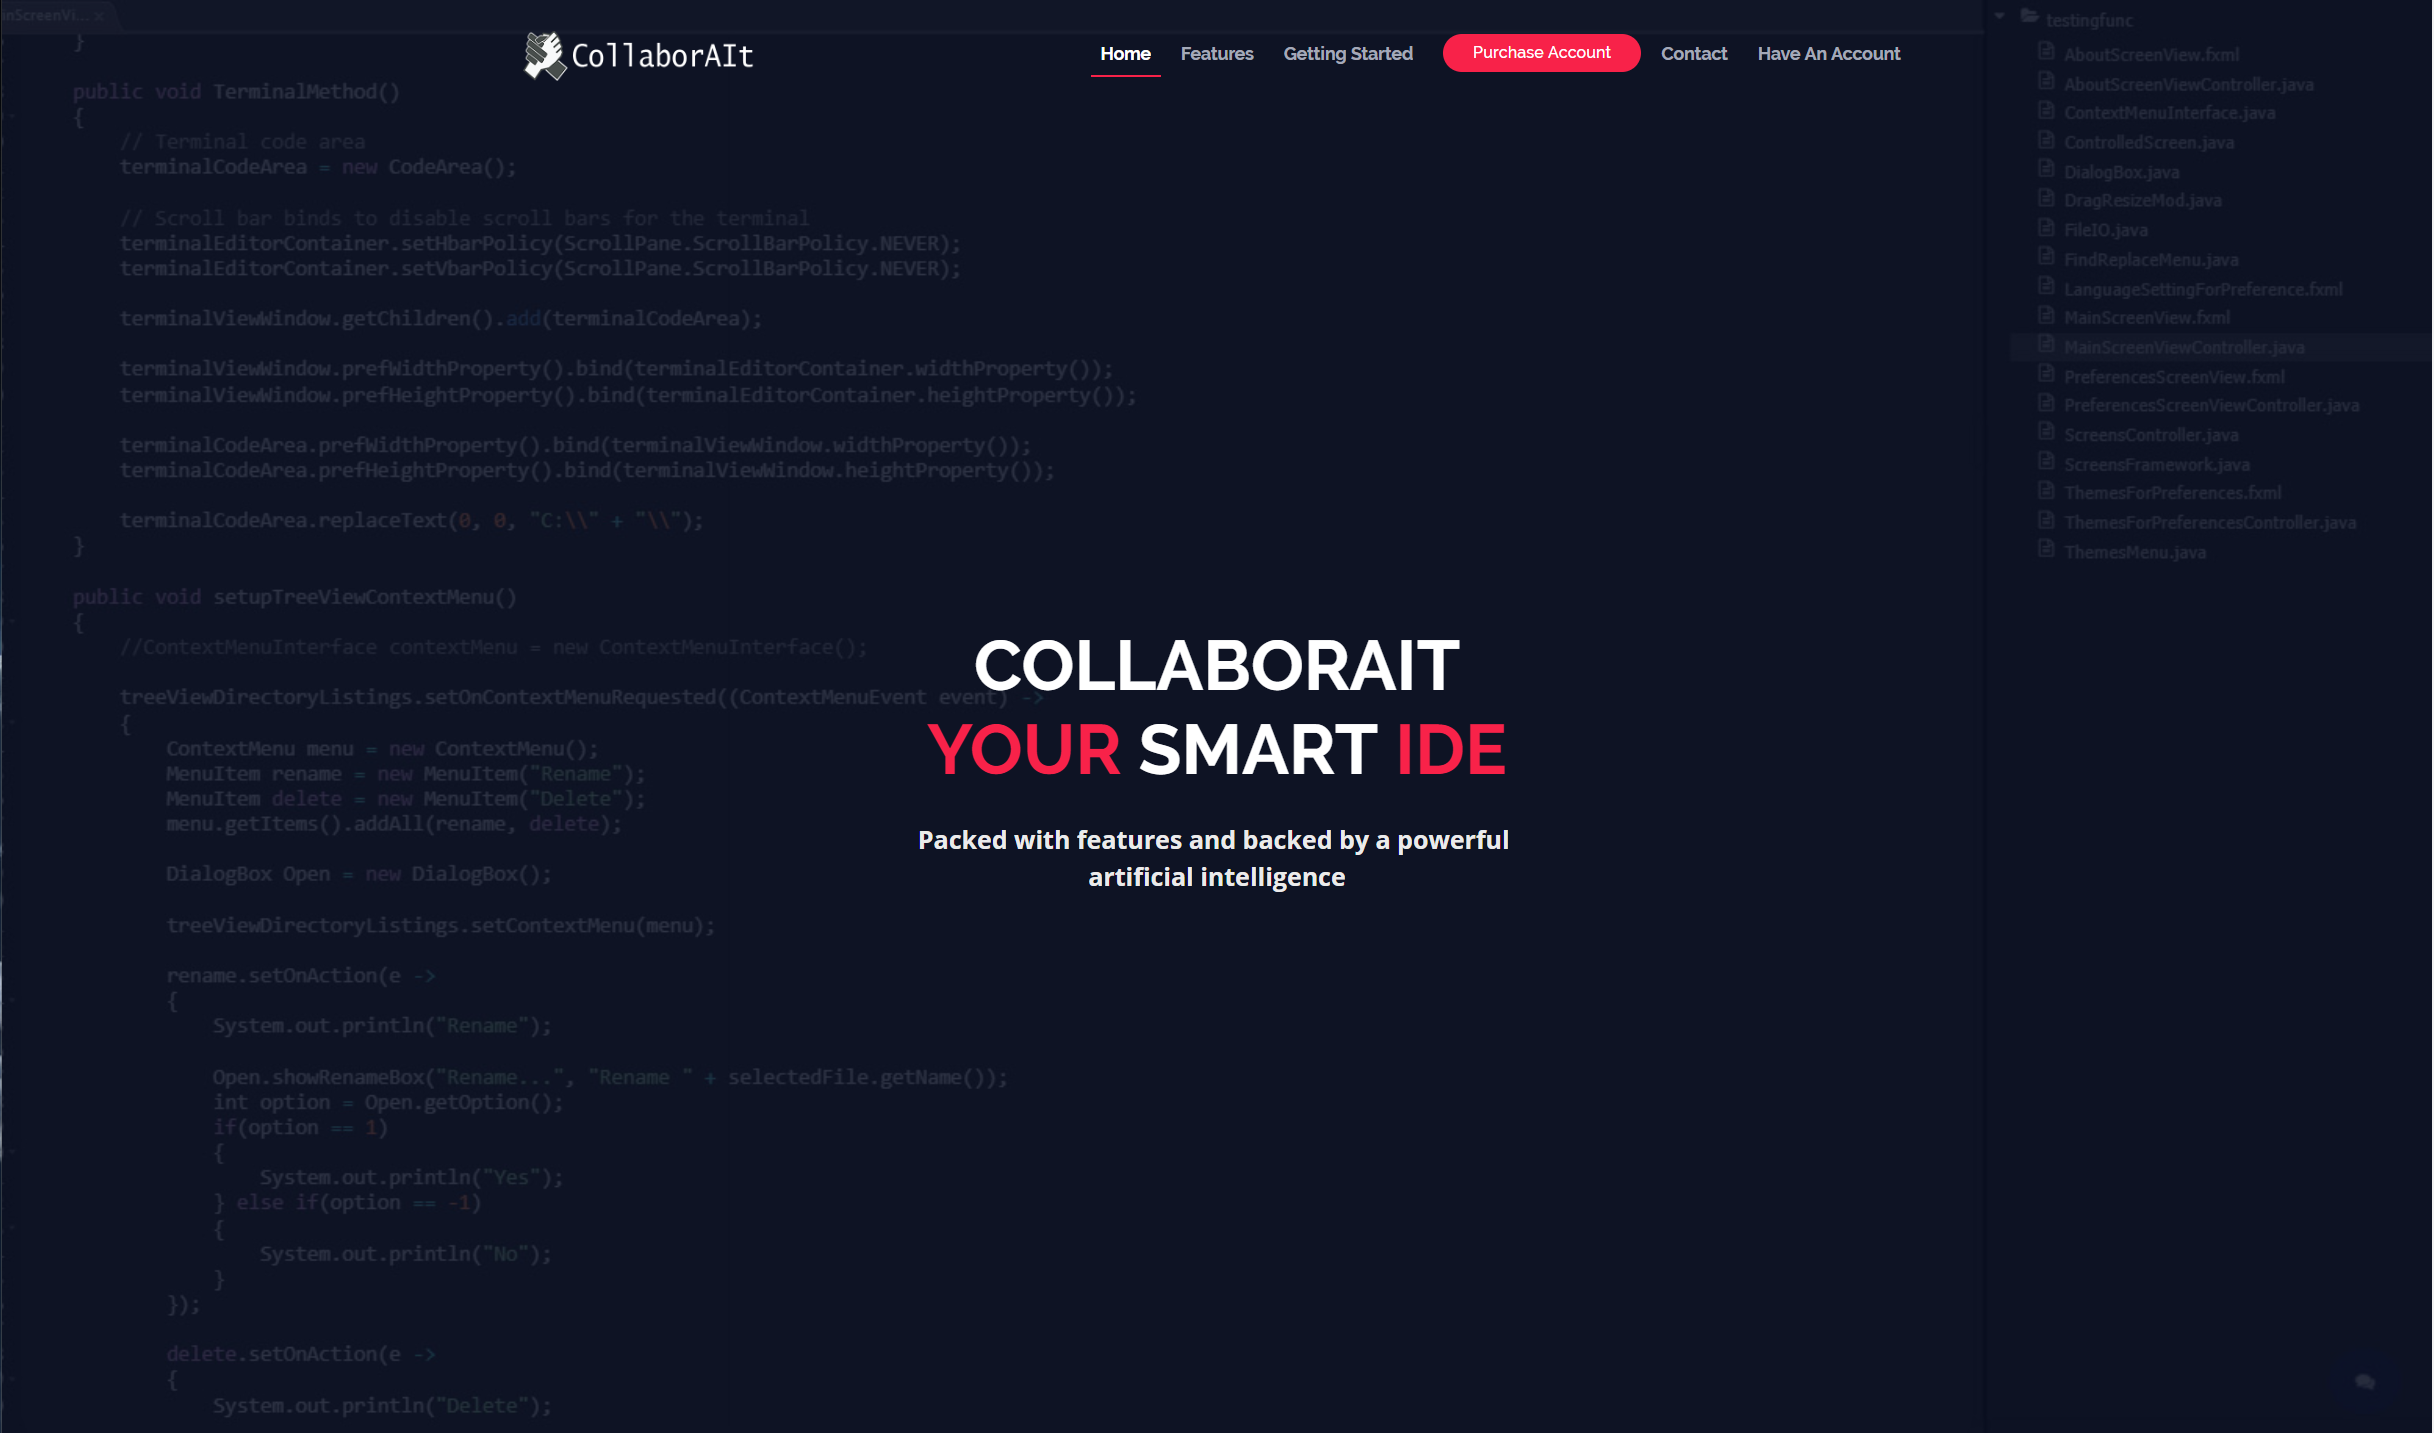 CollaborAIt
Home Features Getting Started Purchase Account Contact Have An Account
}
public void TerminalMethod()
{
// Terminal code area
terminalCodeArea = new CodeArea();
// Scroll bar binds to disable scroll bars for the terminal
terminalEditorContainer.setHbarPolicy(ScrollPane.ScrollBarPolicy.NEVER);
terminalEditorContainer.setVbarPolicy(ScrollPane.ScrollBarPolicy.NEVER);
terminalViewWindow.getChildren().add(terminalCodeArea);
terminalViewWindow.prefWidthProperty().bind(terminalEditorContainer.widthProperty());
terminalViewWindow.prefHeightProperty().bind(terminalEditorContainer.heightProperty());
terminalCodeArea.prefWidthProperty().bind(terminalViewWindow.widthProperty());
terminalCodeArea.prefHeightProperty().bind(terminalViewWindow.heightProperty());
terminalCodeArea.replaceText(0, 0, "C:\\" + "\\");
}
public void setupTreeViewContextMenu()
{
//ContextMenuInterface contextMenu = new ContextMenuInterface();
treeViewDirectoryListings.setOnContextMenuRequested((ContextMenuEvent event) ->
{
ContextMenu menu = new ContextMenu();
MenuItem rename = new MenuItem("Rename");
MenuItem delete = new MenuItem("Delete");
menu.getItems().addAll(rename, delete);
DialogBox Open = new DialogBox();
treeViewDirectoryListings.setContextMenu(menu);
rename.setOnAction(e ->
{
System.out.println("Rename");
Open.showRenameBox("Rename...", "Rename " + selectedFile.getName());
int option = Open.getOption();
if(option == 1)
{
System.out.println("Yes");
} else if(option == -1)
{
System.out.println("No");
}
});
delete.setOnAction(e ->
{
System.out.println("Delete");
COLLABORAIT
YOUR SMART IDE
Packed with features and backed by a powerful
artificial intelligence
testingfunc
AboutScreenView.fxml
AboutScreenViewController.java
ContextMenuInterface.java
ControlledScreen.java
DialogBox.java
DragResizeMod.java
FileIO.java
FindReplaceMenu.java
LanguageSettingForPreference.fxml
MainScreenView.fxml
MainScreenViewController.java
PreferencesScreenView.fxml
PreferencesScreenViewController.java
ScreensController.java
ScreensFramework.java
ThemesForPreferences.fxml
ThemesForPreferencesController.java
ThemesMenu.java